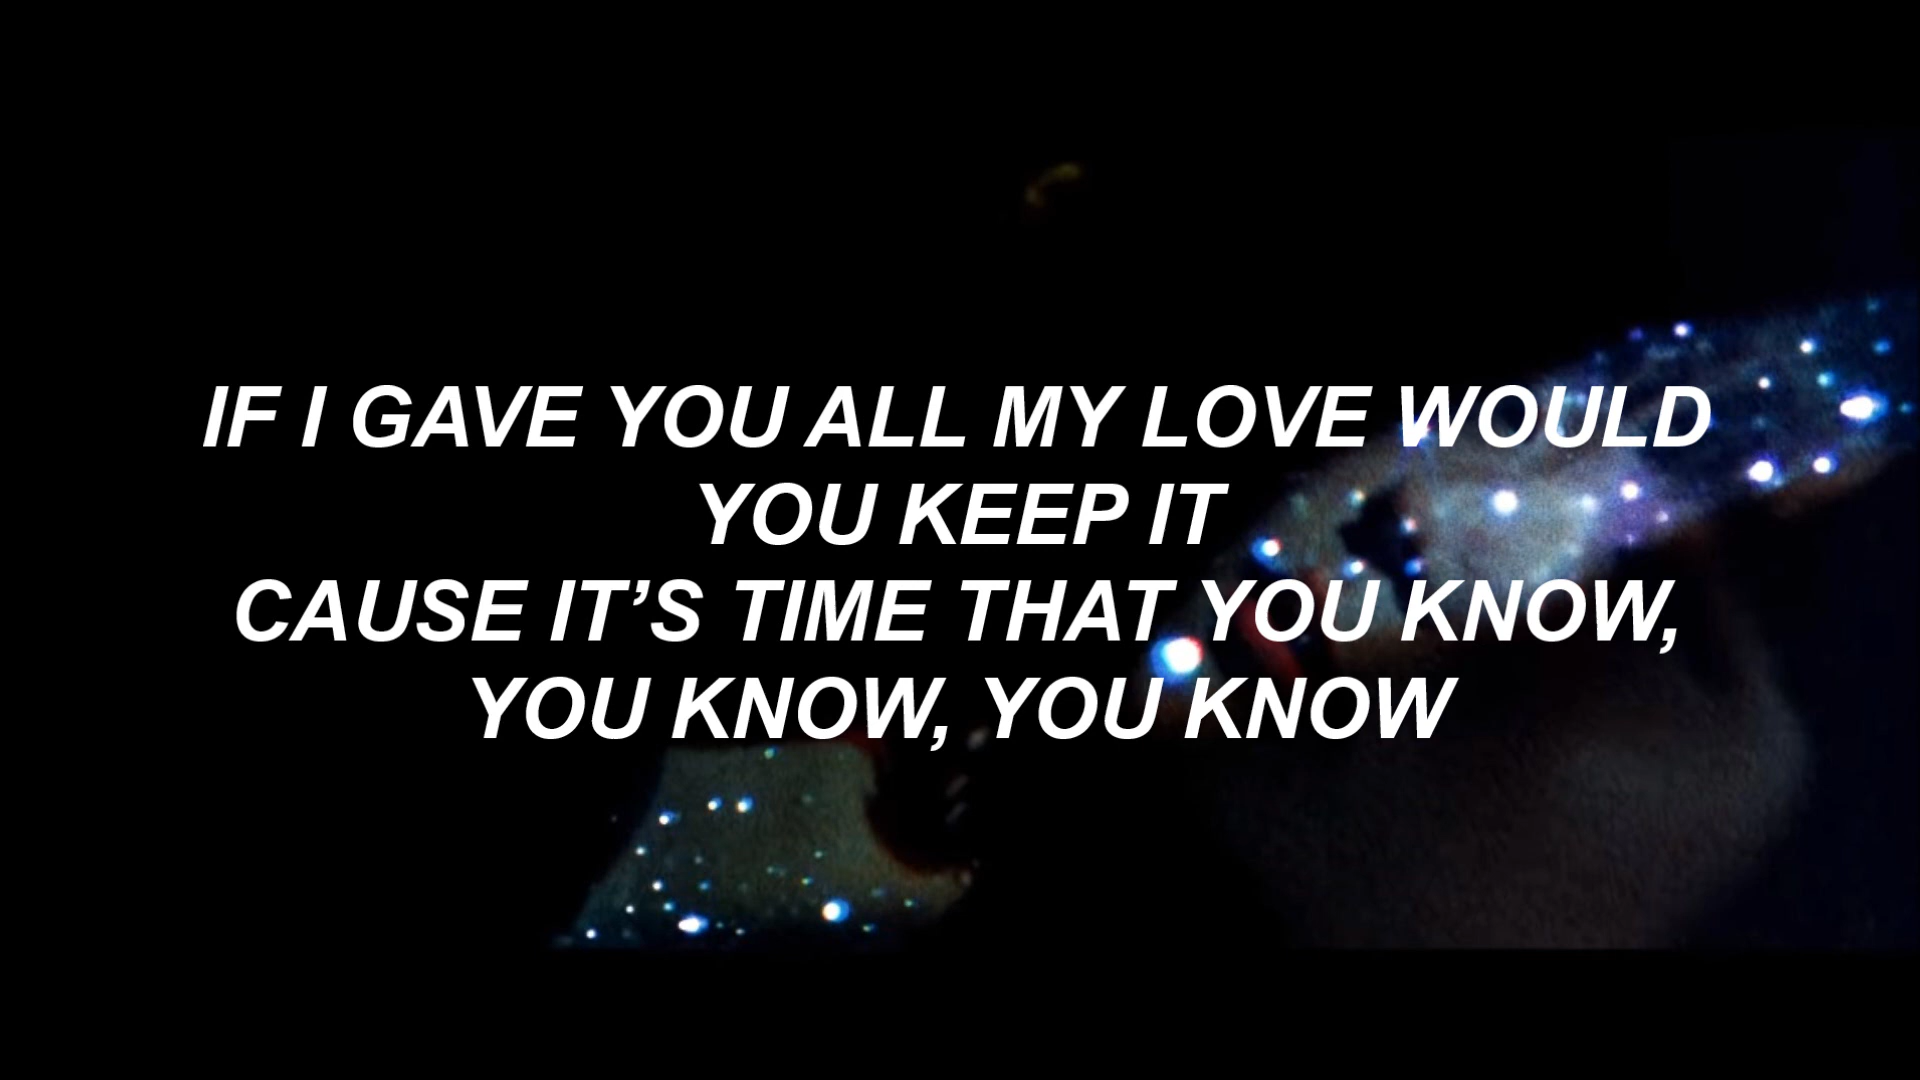 IF I GAVE YOU ALL MY LOVE WOULD
YOU KEEP IT
CAUSE IT’S TIME THAT YOU KNOW,
YOU KNOW, YOU KNOW